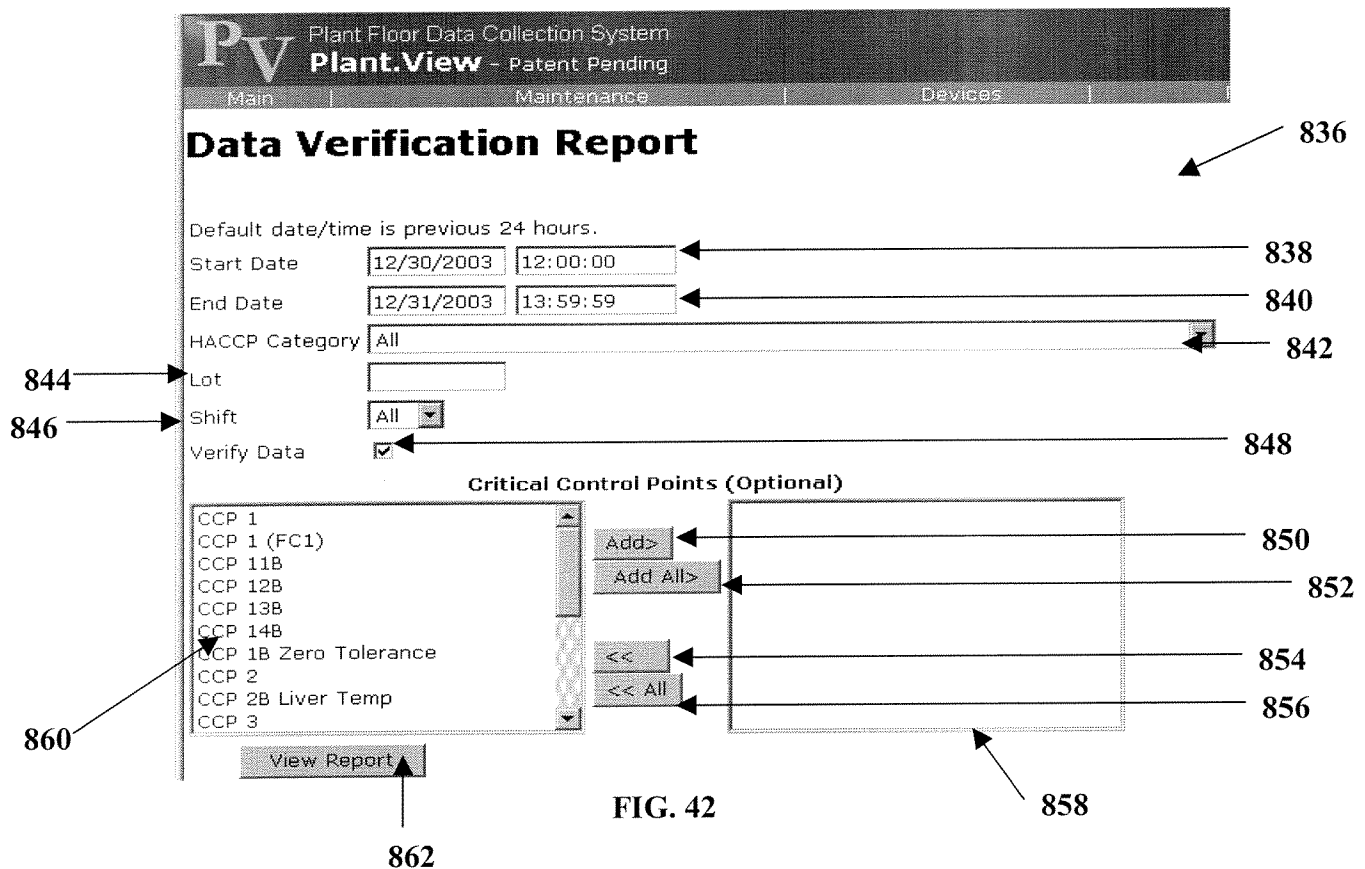 PV Plant Floor Data Collection System
Plant.View - Patent Pending
Main | Maintenance | Devices |
Data Verification Report
836
Default date/time is previous 24 hours.
Start Date 12/30/2003 12:00:00 838
End Date 12/31/2003 13:59:59 840
HACCP Category All 842
844 Lot
846 Shift All
Verify Data 848
Critical Control Points (Optional)
CCP 1
CCP 1 (FC1)
CCP 11B
CCP 12B
CCP 13B
CCP 14B
CCP 1B Zero Tolerance
CCP 2
CCP 2B Liver Temp
CCP 3
Add> 850
Add All> 852
<< 854
<< All 856
860
View Report
858
FIG. 42
862